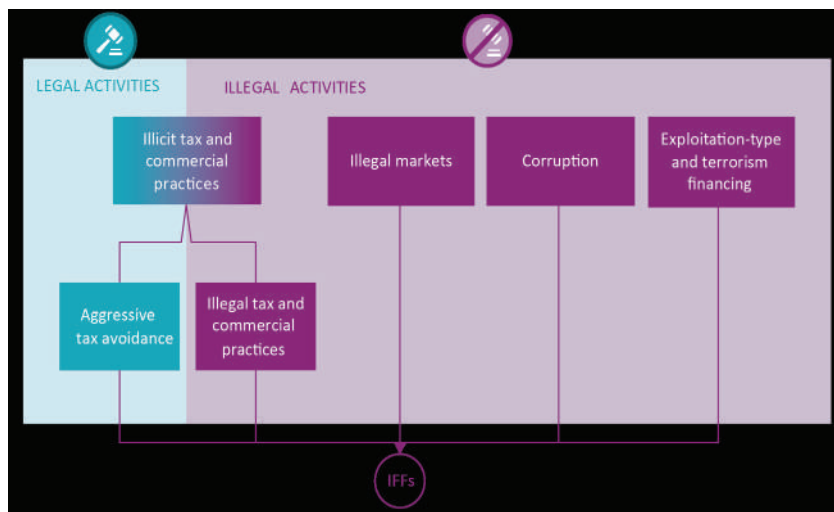 LEGAL ACTIVITIES
ILLEGAL ACTIVITIES
Illicit tax and
commercial
practices
Illegal markets
Corruption
Exploitation-type
and terrorism
financing
Aggressive
tax avoidance
Illegal tax and
commercial
practices
IFFs